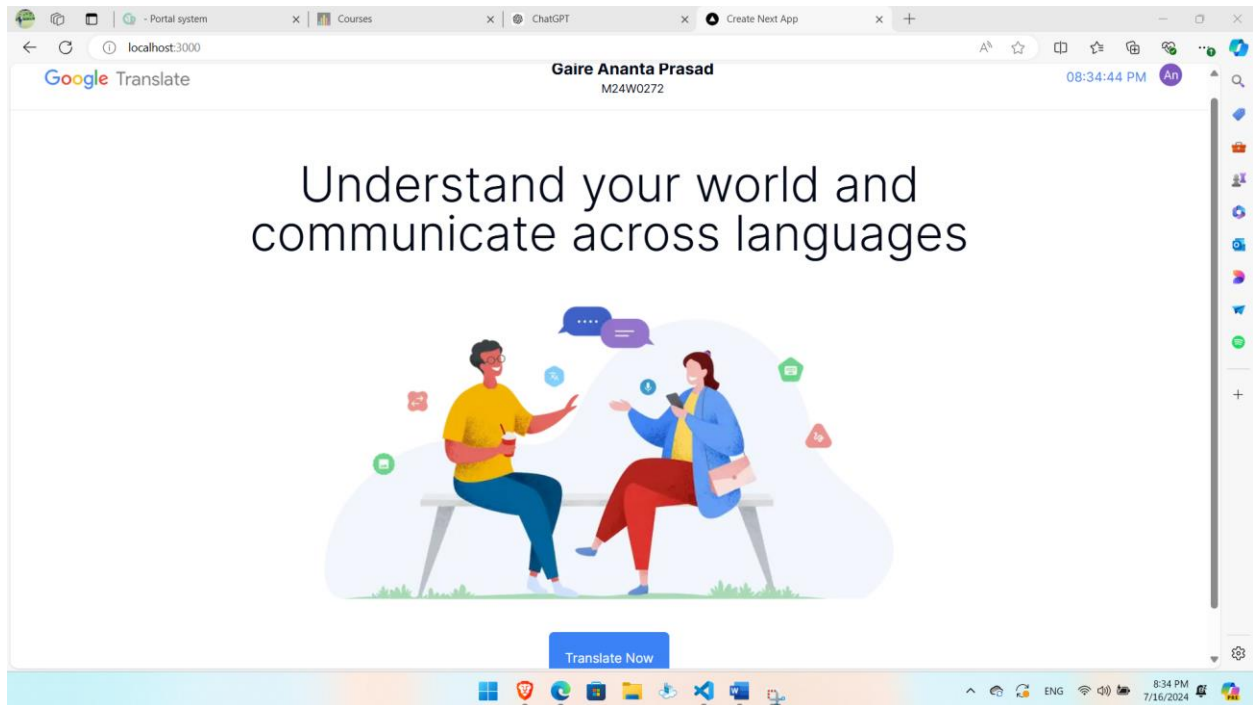 - Portal system
Courses
ChatGPT
Create Next App
localhost:3000
Google Translate
Gaire Ananta Prasad
M24W0272
08:34:44 PM
An
Understand your world and
communicate across languages
Translate Now
ENG
8:34 PM
7/16/2024